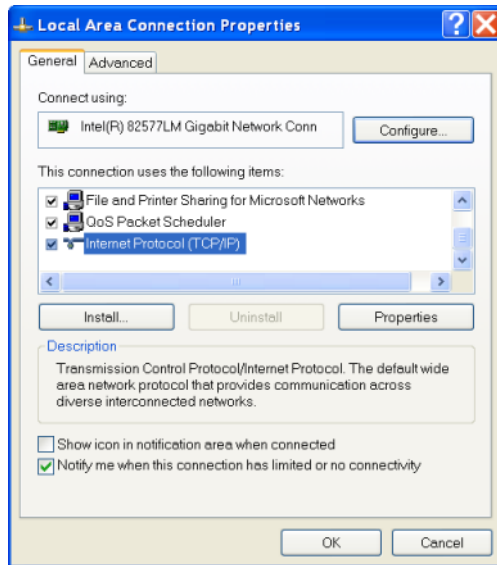 Local Area Connection Properties
General Advanced
Connect using:
Intel(R) 82577LM Gigabit Network Conn Configure...
This connection uses the following items:
File and Printer Sharing for Microsoft Networks
QoS Packet Scheduler
Internet Protocol (TCP/IP)
Install... Uninstall Properties
Description
Transmission Control Protocol/Internet Protocol. The default wide
area network protocol that provides communication across
diverse interconnected networks.
Show icon in notification area when connected
Notify me when this connection has limited or no connectivity
OK Cancel